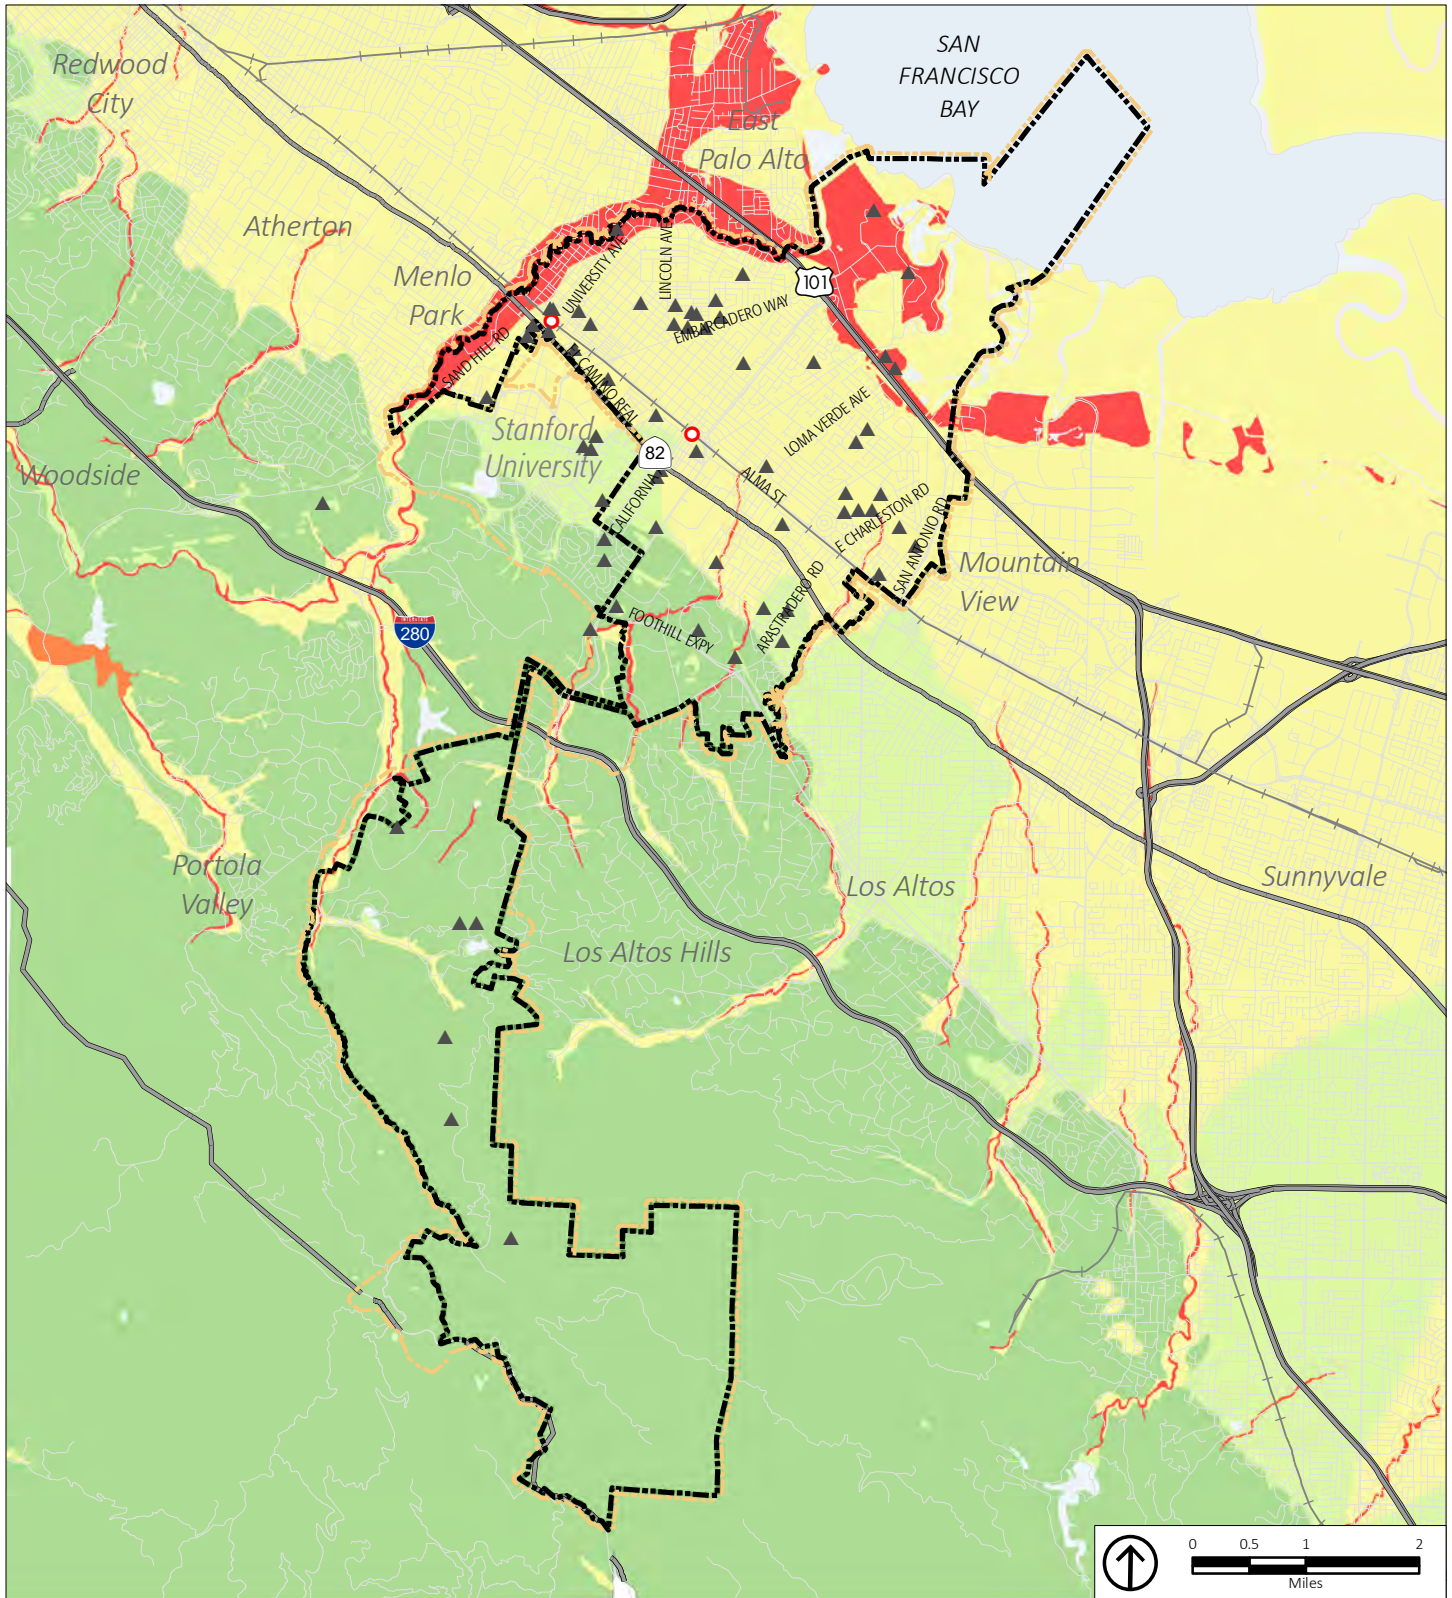 SAN
FRANCISCO
BAY
Redwood
City
East
Palo Alto
Atherton
Menlo
Park
UNIVERSITY AVE
LINCOLN AVE
101
EMBARCADERO WAY
SAND HILL RD
CAMINO REAL
Stanford
University
82
LOMA VERDE AVE
ALMA ST
Woodside
CALIFORNIA
E CHARLESTON RD
SAN ANTONIO RD
Mountain
View
ARASTRADERO RD
FOOTHILL EXPY
INTERSTATE
280
Portola
Valley
Los Altos
Sunnyvale
Los Altos Hills
0 0.5 1 2
Miles